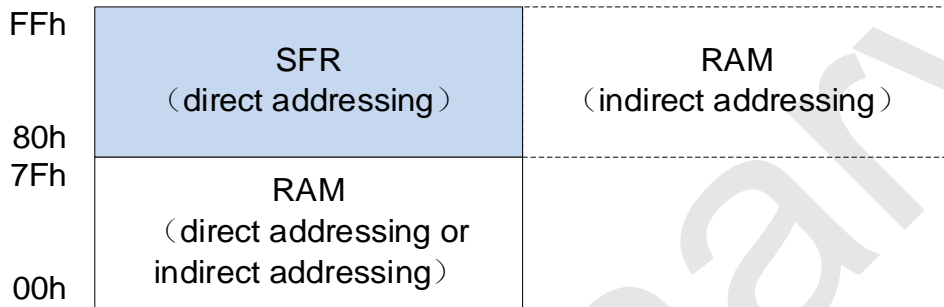 FFh
SFR
（direct addressing）
80h
RAM
（indirect addressing）
7Fh
RAM
（direct addressing or
indirect addressing）
00h